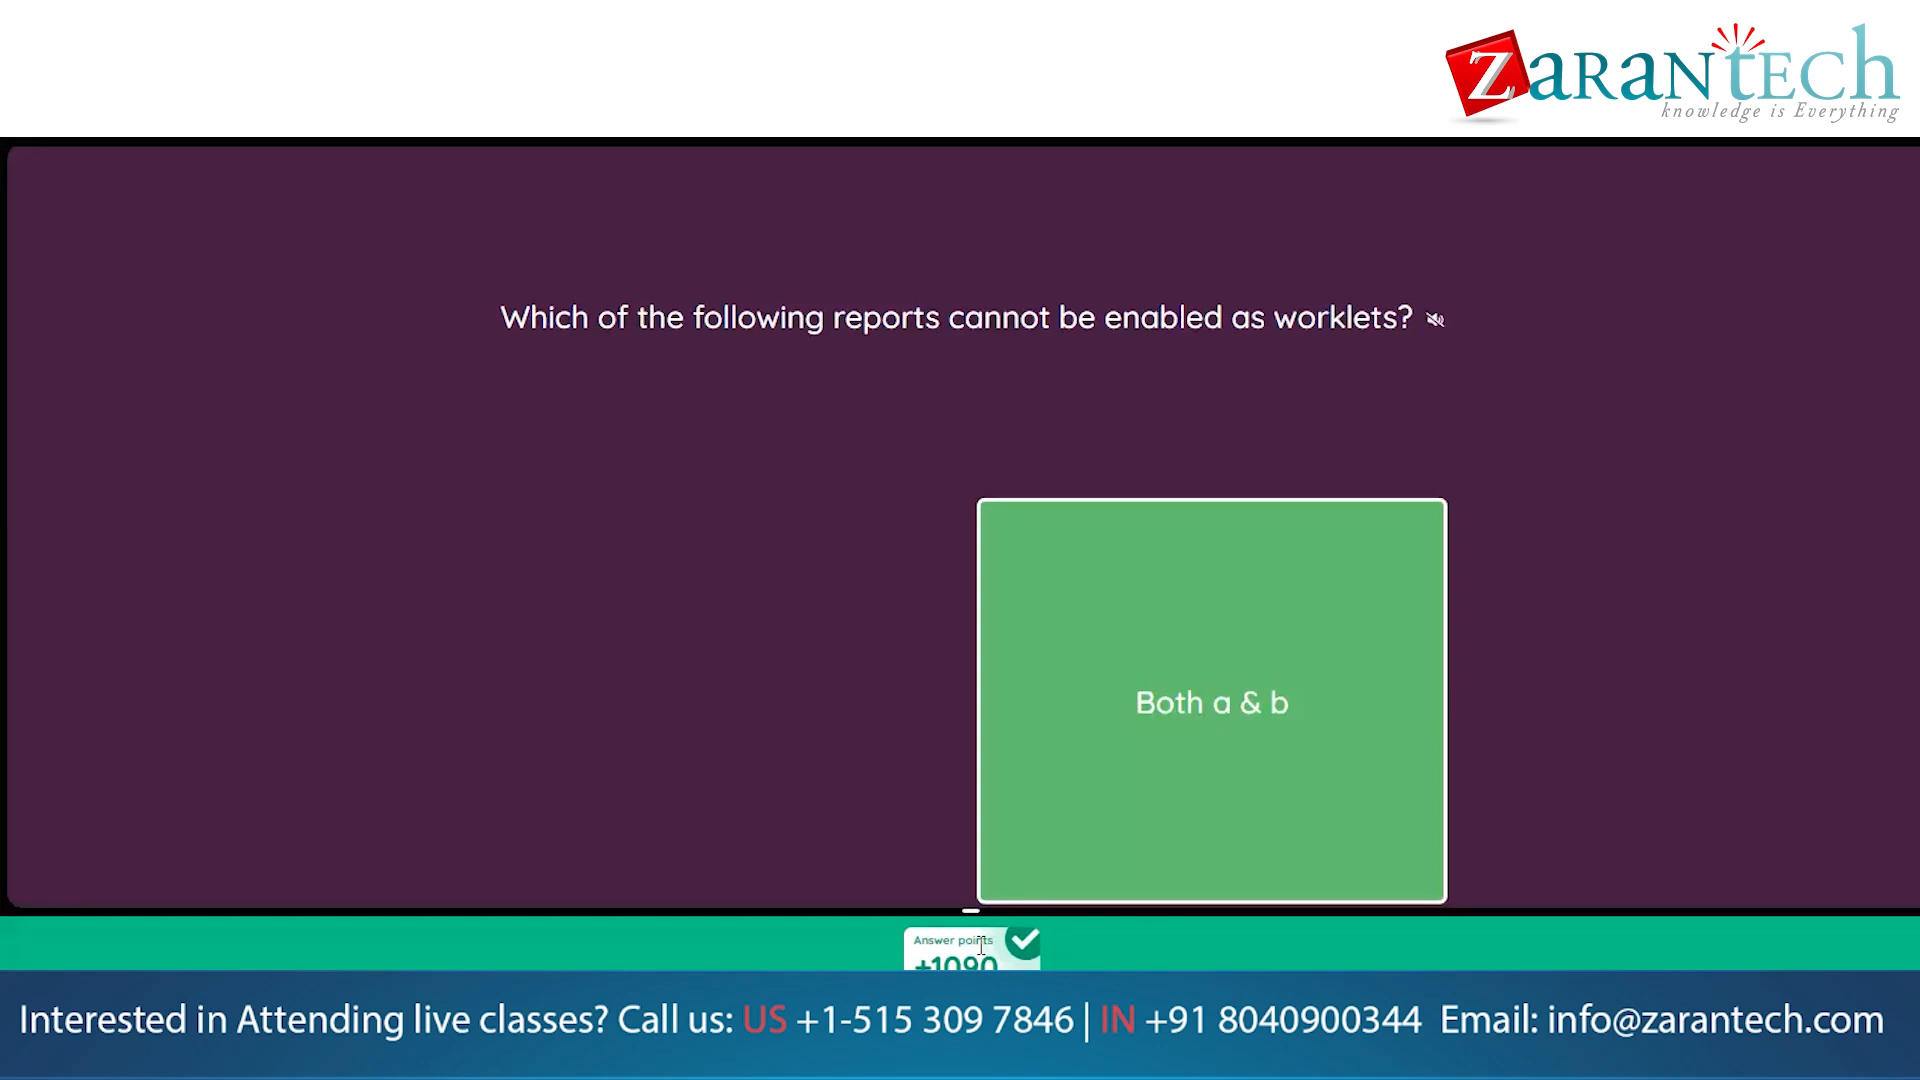 ZaranTech
knowledge is Everything
Which of the following reports cannot be enabled as worklets?
Both a & b
Answer points
+1090
Interested in Attending live classes? Call us: US +1-515 309 7846 | IN +91 8040900344 Email: info@zarantech.com